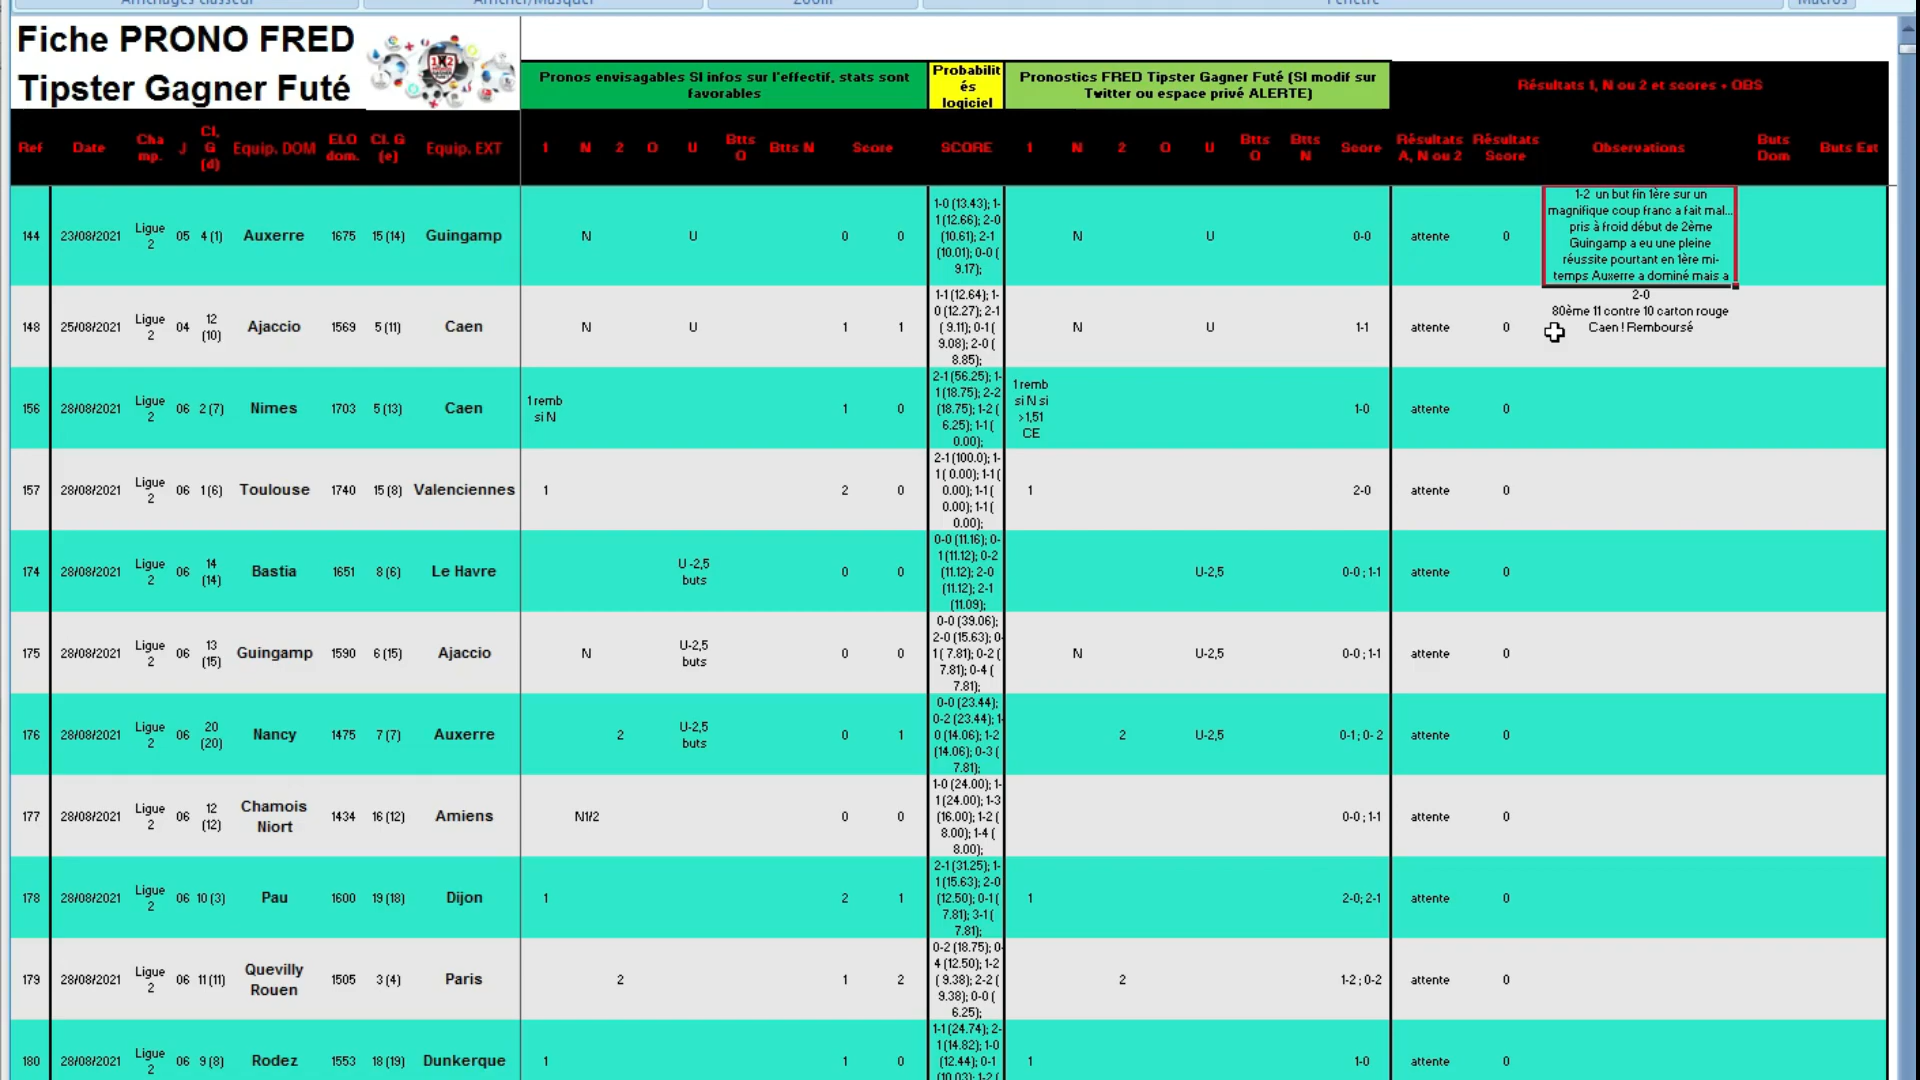 Affichages classeur Afficher/Masquer Zoom Fenêtre Macros
Fiche PRONO FRED
Tipster Gagner Futé
Pronos envisagables SI infos sur l'effectif, stats sont
favorables
Probabilit
és
logiciel
Pronostics FRED Tipster Gagner Futé (SI modif sur
Twitter ou espace privé ALERTE)
Résultats 1, N ou 2 et scores + OBS
Ref Date Cha
mp. J Cl,
G
(d) Equip. DOM ELO
dom. Cl. G
(e) Equip. EXT 1 N 2 O U Btts
O Btts N Score SCORE 1 N 2 O U Btts
O Btts
N Score Résultats
A, N ou 2 Résultats
Score Observations Buts
Dom Buts Ext
144 23/08/2021 Ligue
2 05 4 (1) Auxerre 1675 15 (14) Guingamp N U 0 0
1-0 (13.43); 1-
1 (12.66); 2-0
(10.61); 2-1
(10.01); 0-0 (
9.17);
N U 0-0 attente 0
1-2 un but fin 1ère sur un
magnifique coup franc a fait mal...
pris à froid début de 2ème
Guingamp a eu une pleine
réussite pourtant en 1ère mi-
temps Auxerre a dominé mais a
148 25/08/2021 Ligue
2 04 12
(10) Ajaccio 1569 5 (11) Caen N U 1 1
1-1 (12.64); 1-
0 (12.27); 2-1
( 9.11); 0-1 (
9.08); 2-0 (
8.85);
N U 1-1 attente 0
2-0
80ème 11 contre 10 carton rouge
Caen ! Remboursé
156 28/08/2021 Ligue
2 06 2 (7) Nimes 1703 5 (13) Caen 1 remb
si N 1 0
2-1 (56.25); 1-
1 (18.75); 2-2
(18.75); 1-2 (
6.25); 1-1 (
0.00);
1 remb
si N si
>1,51
CE
1-0 attente 0
157 28/08/2021 Ligue
2 06 1 (6) Toulouse 1740 15 (8) Valenciennes 1 2 0
2-1 (100.0); 1-
1 ( 0.00); 1-1 (
0.00); 1-1 (
0.00); 1-1 (
0.00);
1 2-0 attente 0
174 28/08/2021 Ligue
2 06 14
(14) Bastia 1651 8 (6) Le Havre U -2,5
buts 0 0
0-0 (11.16); 0-
1 (11.12); 0-2
(11.12); 2-0
(11.12); 2-1
(11.09);
U-2,5 0-0 ; 1-1 attente 0
175 28/08/2021 Ligue
2 06 13
(15) Guingamp 1590 6 (15) Ajaccio N U-2,5
buts 0 0
0-0 (39.06);
2-0 (15.63); 0-
1 ( 7.81); 0-2 (
7.81); 0-4 (
7.81);
N U-2,5 0-0 ; 1-1 attente 0
176 28/08/2021 Ligue
2 06 20
(20) Nancy 1475 7 (7) Auxerre 2 U-2,5
buts 0 1
0-0 (23.44);
0-2 (23.44); 1-
0 (14.06); 1-2
(14.06); 0-3 (
7.81);
2 U-2,5 0-1 ; 0- 2 attente 0
177 28/08/2021 Ligue
2 06 12
(12) Chamois
Niort 1434 16 (12) Amiens N1/2 0 0
1-0 (24.00); 1-
1 (24.00); 1-3
(16.00); 1-2 (
8.00); 1-4 (
8.00);
0-0 ; 1-1 attente 0
178 28/08/2021 Ligue
2 06 10 (3) Pau 1600 19 (18) Dijon 1 2 1
2-1 (31.25); 1-
1 (15.63); 2-0
(12.50); 0-1 (
7.81); 3-1 (
7.81);
1 2-0; 2-1 attente 0
179 28/08/2021 Ligue
2 06 11 (11) Quevilly
Rouen 1505 3 (4) Paris 2 1 2
0-2 (18.75); 0-
4 (12.50); 1-2
( 9.38); 2-2 (
9.38); 0-0 (
6.25);
2 1-2 ; 0-2 attente 0
180 28/08/2021 Ligue
2 06 9 (8) Rodez 1553 18 (19) Dunkerque 1 1 0
1-1 (24.74); 2-
1 (14.82); 1-0
(12.44); 0-1
(10.03); 1-2 (
1 1-0 attente 0